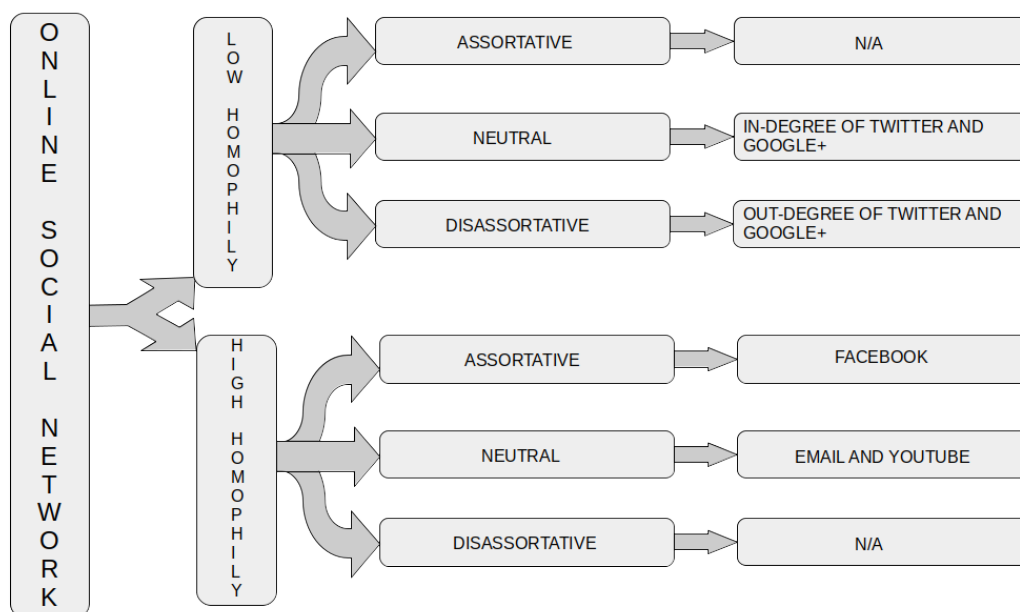 ONLINE SOCIAL NETWORK
LOW HOMOPHILY
ASSORTATIVE
N/A
NEUTRAL
IN-DEGREE OF TWITTER AND
GOOGLE+
DISASSORTATIVE
OUT-DEGREE OF TWITTER AND
GOOGLE+
HIGH HOMOPHILY
ASSORTATIVE
FACEBOOK
NEUTRAL
EMAIL AND YOUTUBE
DISASSORTATIVE
N/A